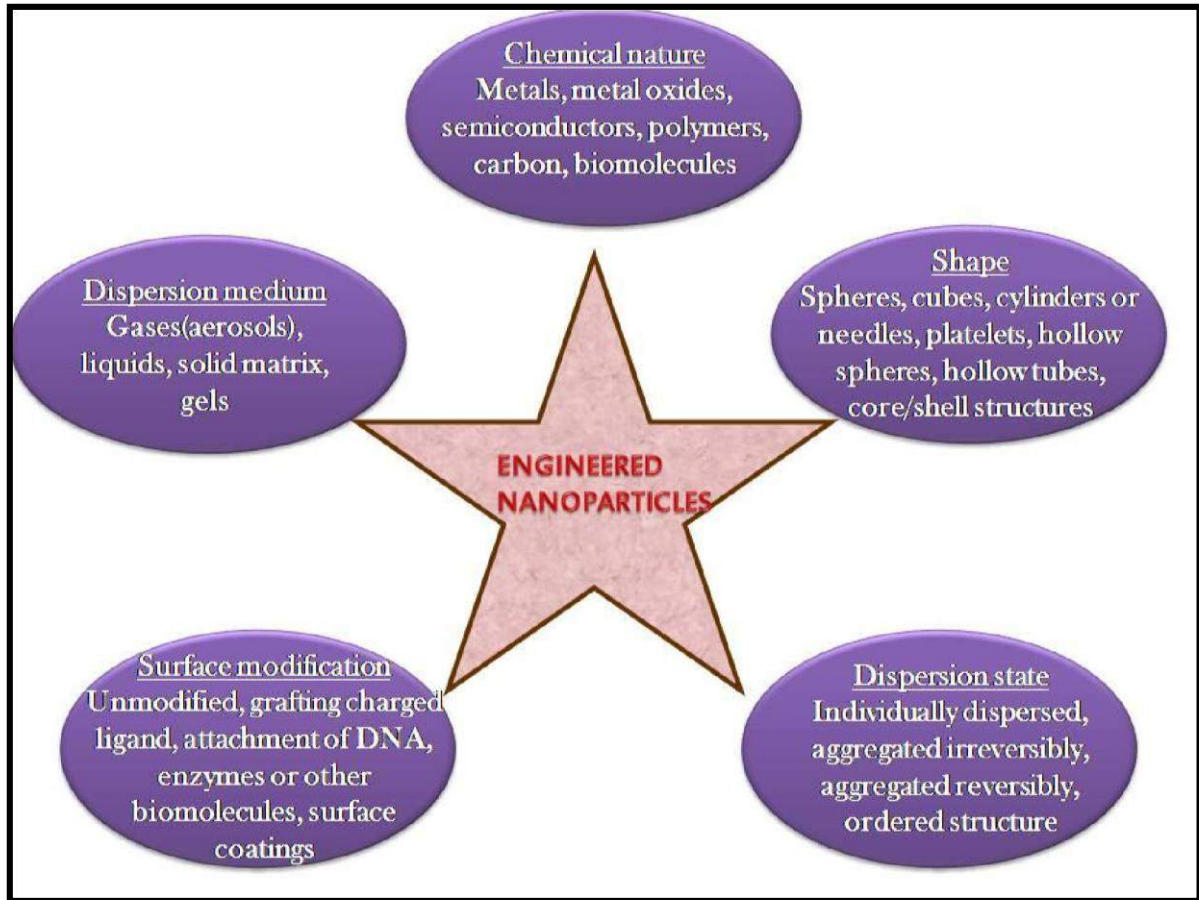 Chemical nature
Metals, metal oxides,
semiconductors, polymers,
carbon, biomolecules
Dispersion medium
Gases(aerosols),
liquids, solid matrix,
gels
Shape
Spheres, cubes, cylinders or
needles, platelets, hollow
spheres, hollow tubes,
core/shell structures
ENGINEERED
NANOPARTICLES
Surface modification
Unmodified, grafting charged
ligand, attachment of DNA,
enzymes or other
biomolecules, surface
coatings
Dispersion state
Individually dispersed,
aggregated irreversibly,
aggregated reversibly,
ordered structure